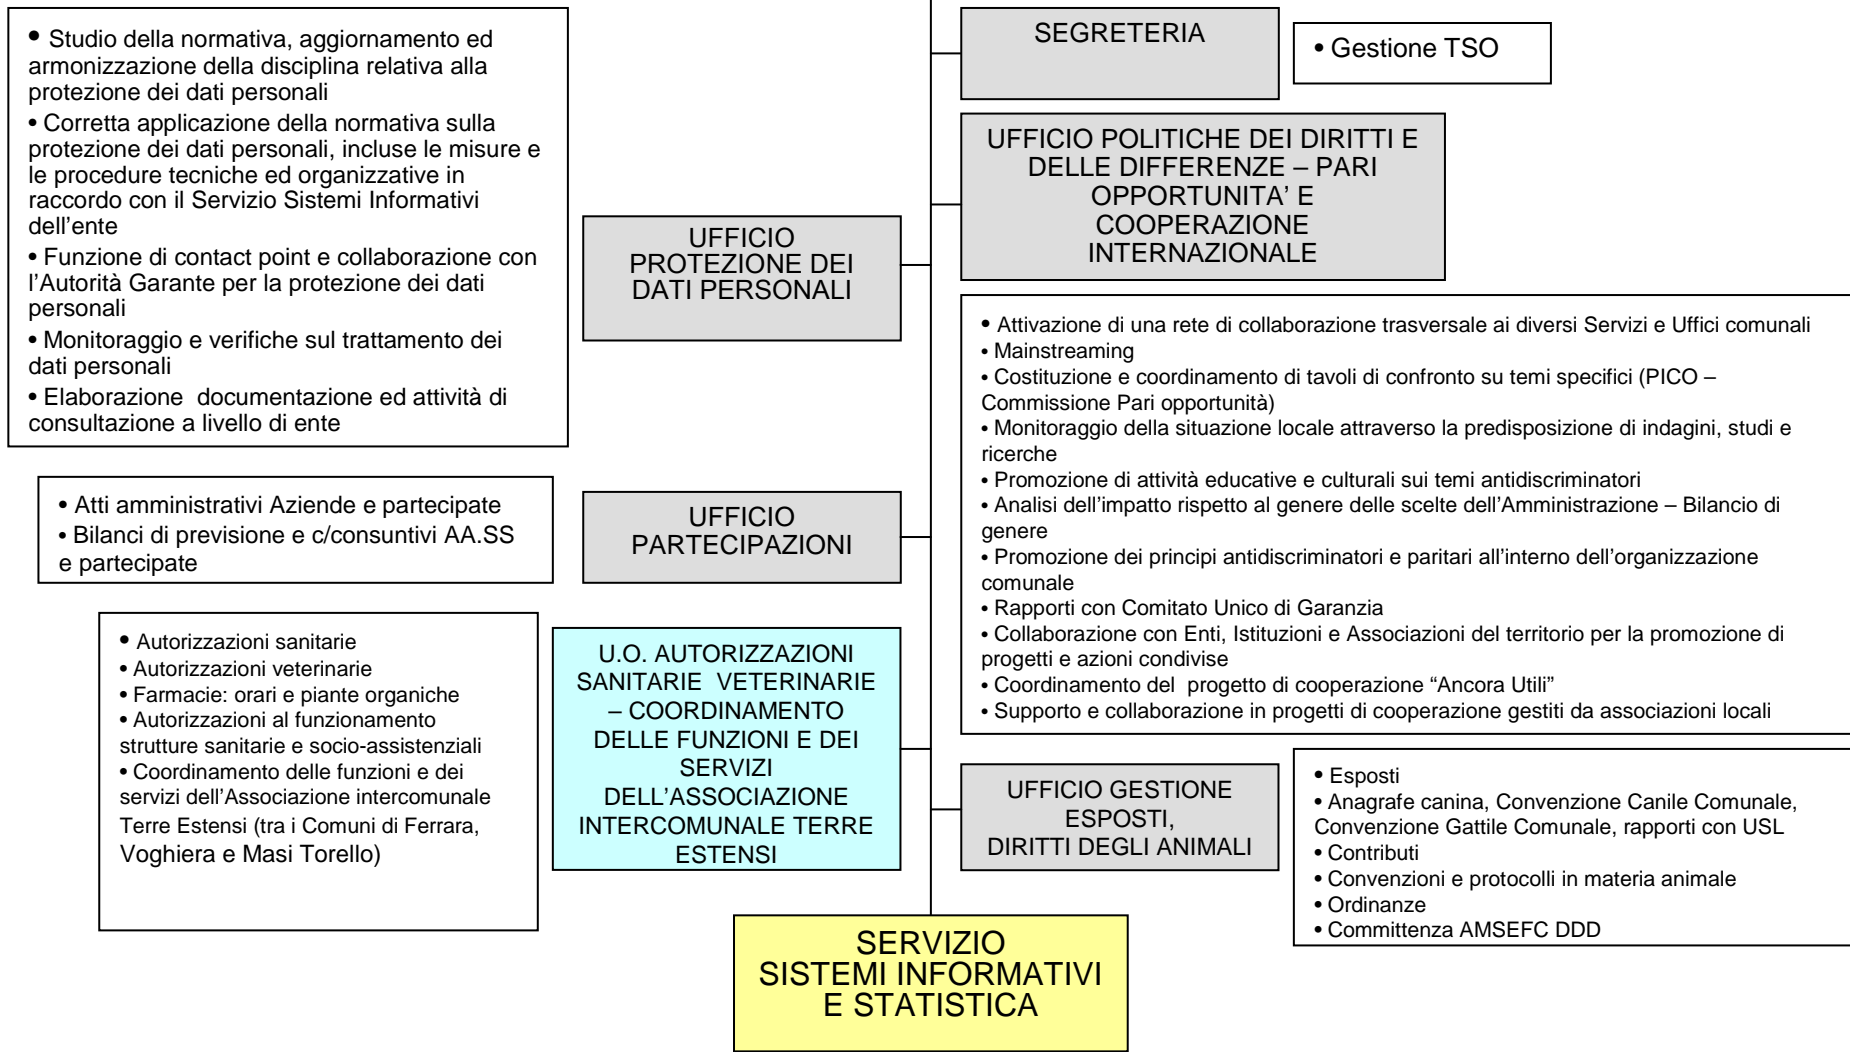 • Studio della normativa, aggiornamento ed
armonizzazione della disciplina relativa alla
protezione dei dati personali
• Corretta applicazione della normativa sulla
protezione dei dati personali, incluse le misure e
le procedure tecniche ed organizzative in
raccordo con il Servizio Sistemi Informativi
dell’ente
• Funzione di contact point e collaborazione con
l’Autorità Garante per la protezione dei dati
personali
• Monitoraggio e verifiche sul trattamento dei
dati personali
• Elaborazione documentazione ed attività di
consultazione a livello di ente
UFFICIO
PROTEZIONE DEI
DATI PERSONALI
SEGRETERIA
• Gestione TSO
UFFICIO POLITICHE DEI DIRITTI E
DELLE DIFFERENZE – PARI
OPPORTUNITA’ E
COOPERAZIONE
INTERNAZIONALE
• Attivazione di una rete di collaborazione trasversale ai diversi Servizi e Uffici comunali
• Mainstreaming
• Costituzione e coordinamento di tavoli di confronto su temi specifici (PICO –
Commissione Pari opportunità)
• Monitoraggio della situazione locale attraverso la predisposizione di indagini, studi e
ricerche
• Promozione di attività educative e culturali sui temi antidiscriminatori
• Analisi dell’impatto rispetto al genere delle scelte dell’Amministrazione – Bilancio di
genere
• Promozione dei principi antidiscriminatori e paritari all’interno dell’organizzazione
comunale
• Rapporti con Comitato Unico di Garanzia
• Collaborazione con Enti, Istituzioni e Associazioni del territorio per la promozione di
progetti e azioni condivise
• Coordinamento del progetto di cooperazione “Ancora Utili”
• Supporto e collaborazione in progetti di cooperazione gestiti da associazioni locali
• Atti amministrativi Aziende e partecipate
• Bilanci di previsione e c/consuntivi AA.SS
e partecipate
UFFICIO
PARTECIPAZIONI
• Autorizzazioni sanitarie
• Autorizzazioni veterinarie
• Farmacie: orari e piante organiche
• Autorizzazioni al funzionamento
strutture sanitarie e socio-assistenziali
• Coordinamento delle funzioni e dei
servizi dell’Associazione intercomunale
Terre Estensi (tra i Comuni di Ferrara,
Voghiera e Masi Torello)
U.O. AUTORIZZAZIONI
SANITARIE VETERINARIE
– COORDINAMENTO
DELLE FUNZIONI E DEI
SERVIZI
DELL’ASSOCIAZIONE
INTERCOMUNALE TERRE
ESTENSI
UFFICIO GESTIONE
ESPOSTI,
DIRITTI DEGLI ANIMALI
• Esposti
• Anagrafe canina, Convenzione Canile Comunale,
Convenzione Gattile Comunale, rapporti con USL
• Contributi
• Convenzioni e protocolli in materia animale
• Ordinanze
• Committenza AMSEFC DDD
SERVIZIO
SISTEMI INFORMATIVI
E STATISTICA